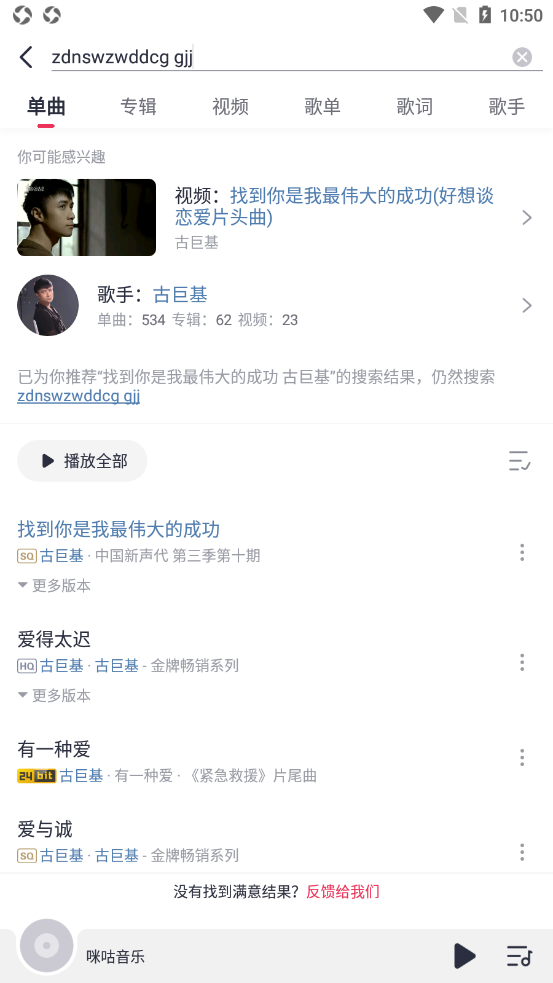 10:50
zdnswzwddcg gjj
单曲 专辑 视频 歌单 歌词 歌手
你可能感兴趣
视频：找到你是我最伟大的成功(好想谈
恋爱片头曲)
古巨基
歌手：古巨基
单曲：534 专辑：62 视频：23
已为你推荐“找到你是我最伟大的成功 古巨基”的搜索结果，仍然搜索
zdnswzwddcg gjj
播放全部
找到你是我最伟大的成功
SQ 古巨基 · 中国新声代 第三季第十期
更多版本
爱得太迟
HQ 古巨基 · 古巨基 - 金牌畅销系列
更多版本
有一种爱
24bit 古巨基 · 有一种爱 · 《紧急救援》片尾曲
爱与诚
SQ 古巨基 · 古巨基 - 金牌畅销系列
没有找到满意结果？反馈给我们
咪咕音乐